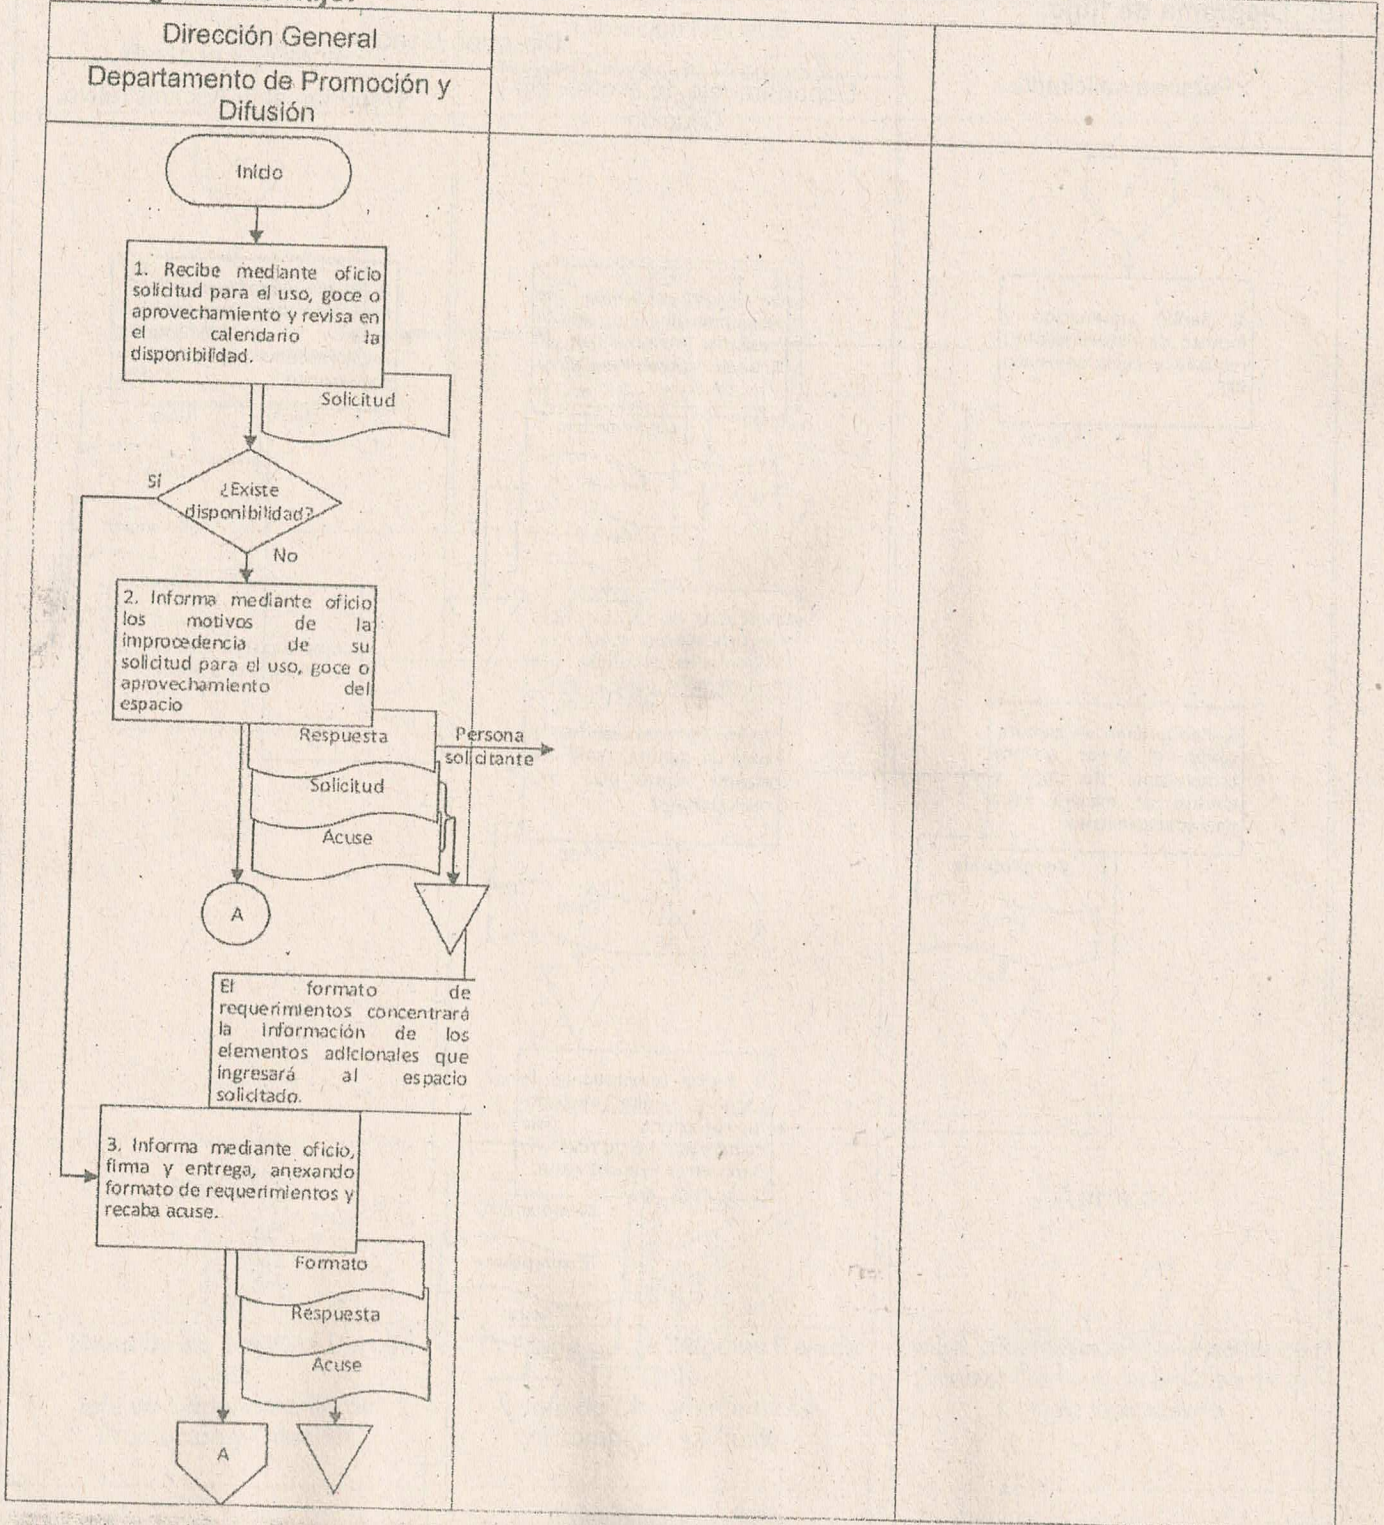 Dirección General
Departamento de Promoción y
Difusión
Inicio
1. Recibe mediante oficio
solicitud para el uso, goce o
aprovechamiento y revisa en
el calendario la
disponibilidad.
Solicitud
Sí
¿Existe
disponibilidad?
No
2. Informa mediante oficio
los motivos de la
improcedencia de su
solicitud para el uso, goce o
aprovechamiento del
espacio
Respuesta
Persona
solicitante
Solicitud
Acuse
A
El formato de
requerimientos concentrará
la información de los
elementos adicionales que
ingresará al espacio
solicitado.
3. Informa mediante oficio,
firma y entrega, anexando
formato de requerimientos y
recaba acuse.
Formato
Respuesta
Acuse
A